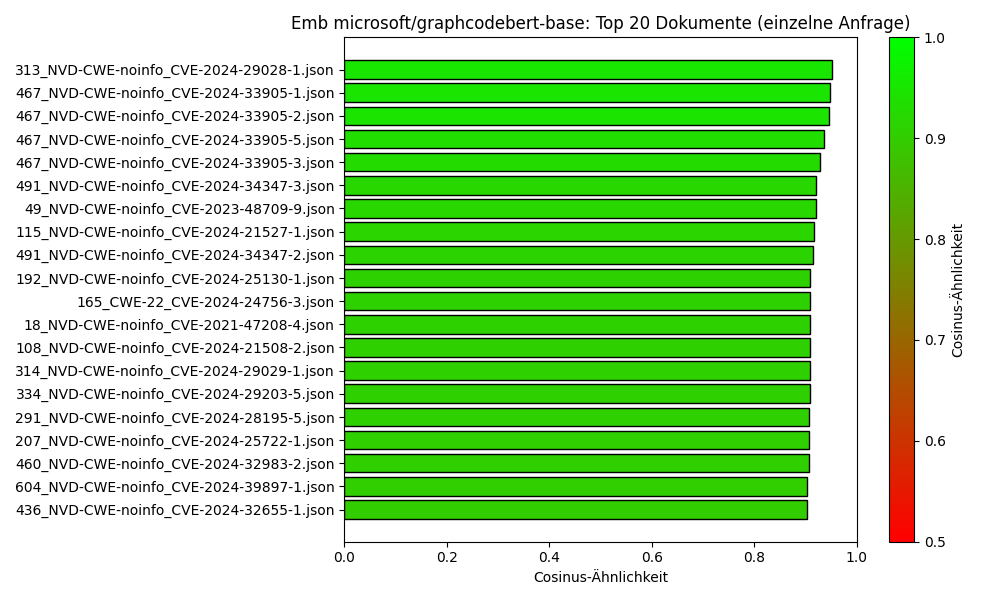 Emb microsoft/graphcodebert-base: Top 20 Dokumente (einzelne Anfrage)
313_NVD-CWE-noinfo_CVE-2024-29028-1.json
467_NVD-CWE-noinfo_CVE-2024-33905-1.json
467_NVD-CWE-noinfo_CVE-2024-33905-2.json
467_NVD-CWE-noinfo_CVE-2024-33905-5.json
467_NVD-CWE-noinfo_CVE-2024-33905-3.json
491_NVD-CWE-noinfo_CVE-2024-34347-3.json
49_NVD-CWE-noinfo_CVE-2023-48709-9.json
115_NVD-CWE-noinfo_CVE-2024-21527-1.json
491_NVD-CWE-noinfo_CVE-2024-34347-2.json
192_NVD-CWE-noinfo_CVE-2024-25130-1.json
165_CWE-22_CVE-2024-24756-3.json
18_NVD-CWE-noinfo_CVE-2021-47208-4.json
108_NVD-CWE-noinfo_CVE-2024-21508-2.json
314_NVD-CWE-noinfo_CVE-2024-29029-1.json
334_NVD-CWE-noinfo_CVE-2024-29203-5.json
291_NVD-CWE-noinfo_CVE-2024-28195-5.json
207_NVD-CWE-noinfo_CVE-2024-25722-1.json
460_NVD-CWE-noinfo_CVE-2024-32983-2.json
604_NVD-CWE-noinfo_CVE-2024-39897-1.json
436_NVD-CWE-noinfo_CVE-2024-32655-1.json
0.0 0.2 0.4 0.6 0.8 1.0
Cosinus-Ähnlichkeit
1.0
0.9
0.8
0.7
0.6
0.5
Cosinus-Ähnlichkeit